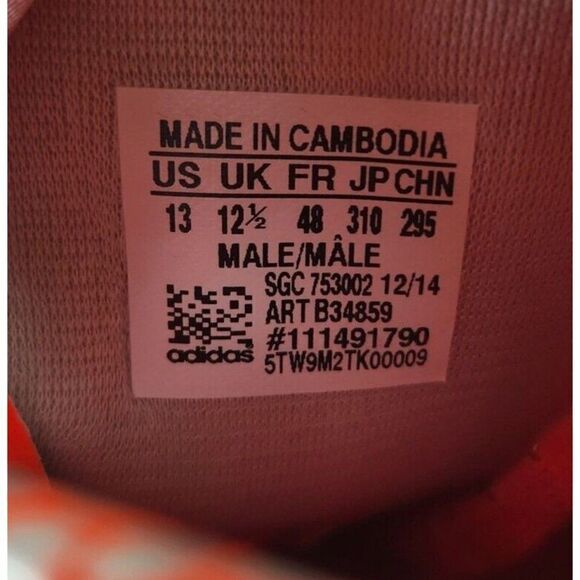 MADE IN CAMBODIA
US UK FR JP CHN
13 12½ 48 310 295
MALE/MÂLE
SGC 753002 12/14
ART B34859
#111491790
adidas 5TW9M2TK00009